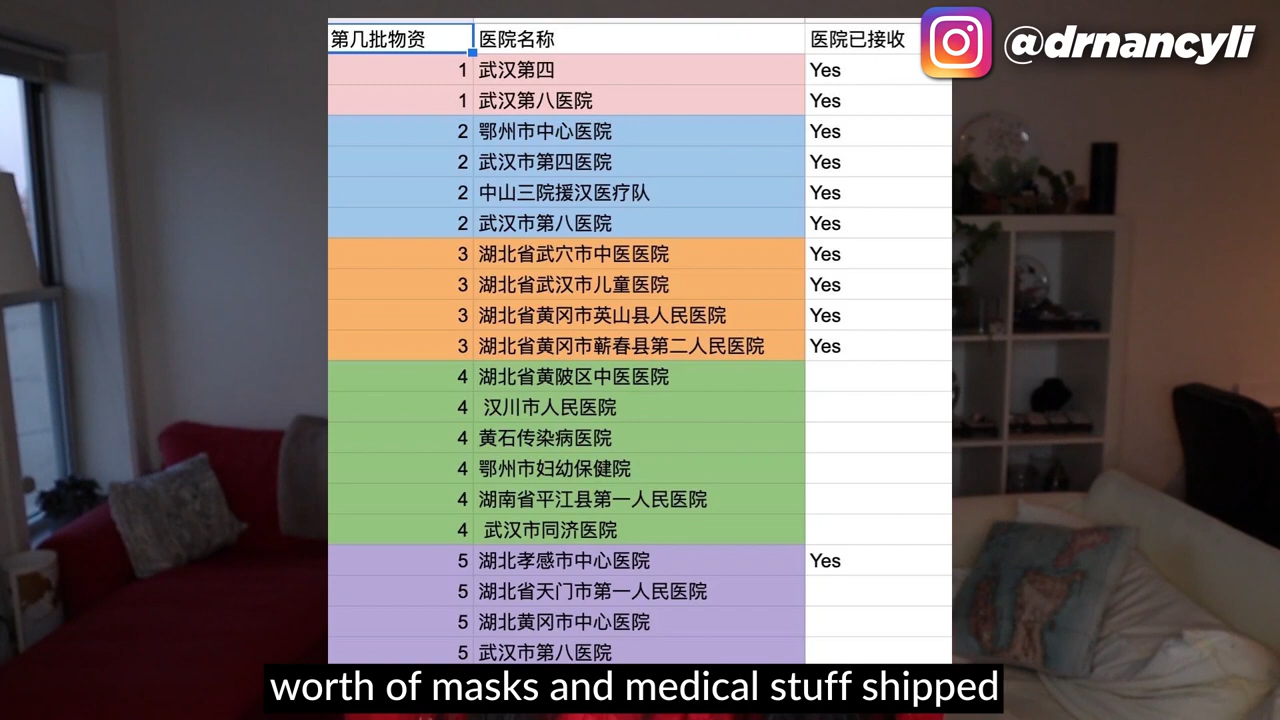 @drnancyli
第几批物资 医院名称 医院已接收
1 武汉第四 Yes
1 武汉第八医院 Yes
2 鄂州市中心医院 Yes
2 武汉市第四医院 Yes
2 中山三院援汉医疗队 Yes
2 武汉市第八医院 Yes
3 湖北省武穴市中医医院 Yes
3 湖北省武汉市儿童医院 Yes
3 湖北省黄冈市英山县人民医院 Yes
3 湖北省黄冈市蕲春县第二人民医院 Yes
4 湖北省黄陂区中医医院
4 汉川市人民医院
4 黄石传染病医院
4 鄂州市妇幼保健院
4 湖南省平江县第一人民医院
4 武汉市同济医院
5 湖北孝感市中心医院 Yes
5 湖北省天门市第一人民医院
5 湖北黄冈市中心医院
5 武汉市第八医院
worth of masks and medical stuff shipped